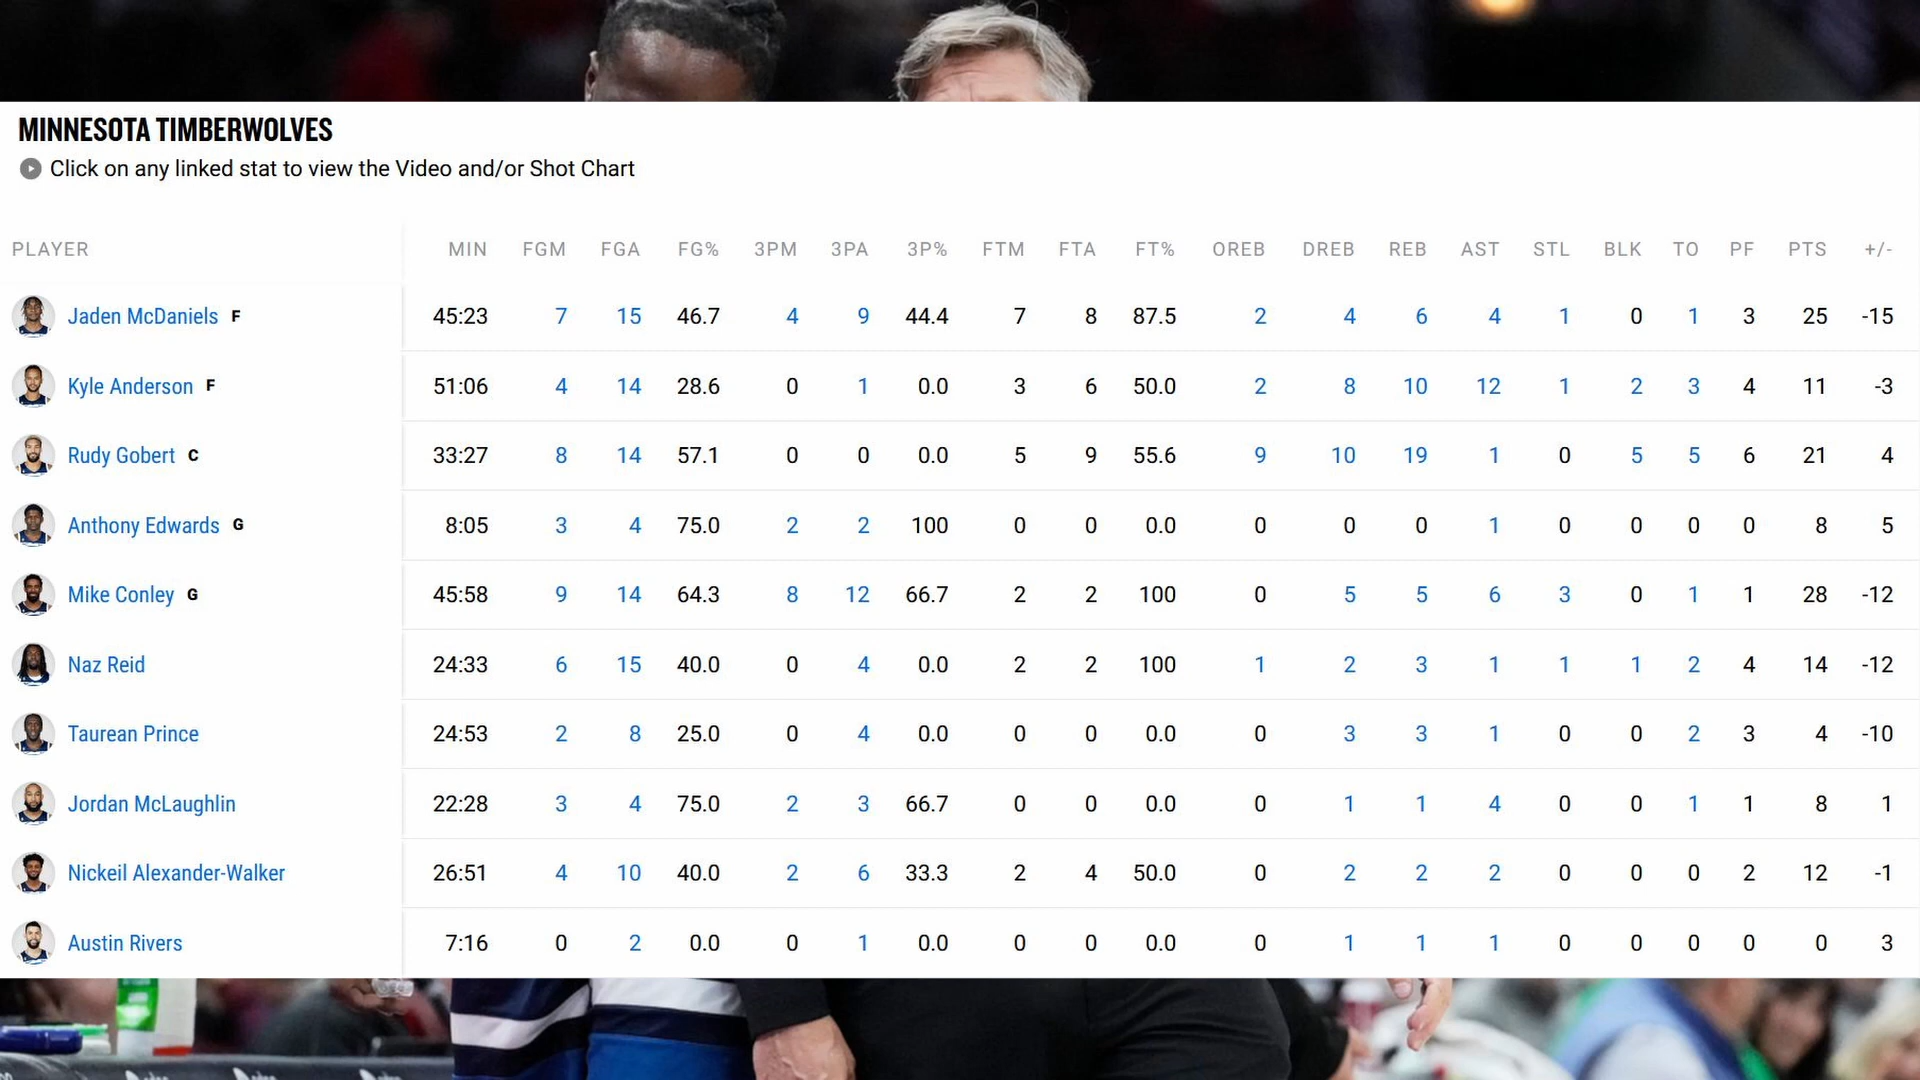 MINNESOTA TIMBERWOLVES
Click on any linked stat to view the Video and/or Shot Chart
PLAYER MIN FGM FGA FG% 3PM 3PA 3P% FTM FTA FT% OREB DREB REB AST STL BLK TO PF PTS +/-
Jaden McDaniels F 45:23 7 15 46.7 4 9 44.4 7 8 87.5 2 4 6 4 1 0 1 3 25 -15
Kyle Anderson F 51:06 4 14 28.6 0 1 0.0 3 6 50.0 2 8 10 12 1 2 3 4 11 -3
Rudy Gobert C 33:27 8 14 57.1 0 0 0.0 5 9 55.6 9 10 19 1 0 5 5 6 21 4
Anthony Edwards G 8:05 3 4 75.0 2 2 100 0 0 0.0 0 0 0 1 0 0 0 0 8 5
Mike Conley G 45:58 9 14 64.3 8 12 66.7 2 2 100 0 5 5 6 3 0 1 1 28 -12
Naz Reid 24:33 6 15 40.0 0 4 0.0 2 2 100 1 2 3 1 1 1 2 4 14 -12
Taurean Prince 24:53 2 8 25.0 0 4 0.0 0 0 0.0 0 3 3 1 0 0 2 3 4 -10
Jordan McLaughlin 22:28 3 4 75.0 2 3 66.7 0 0 0.0 0 1 1 4 0 0 1 1 8 1
Nickeil Alexander-Walker 26:51 4 10 40.0 2 6 33.3 2 4 50.0 0 2 2 2 0 0 0 2 12 -1
Austin Rivers 7:16 0 2 0.0 0 1 0.0 0 0 0.0 0 1 1 1 0 0 0 0 0 3